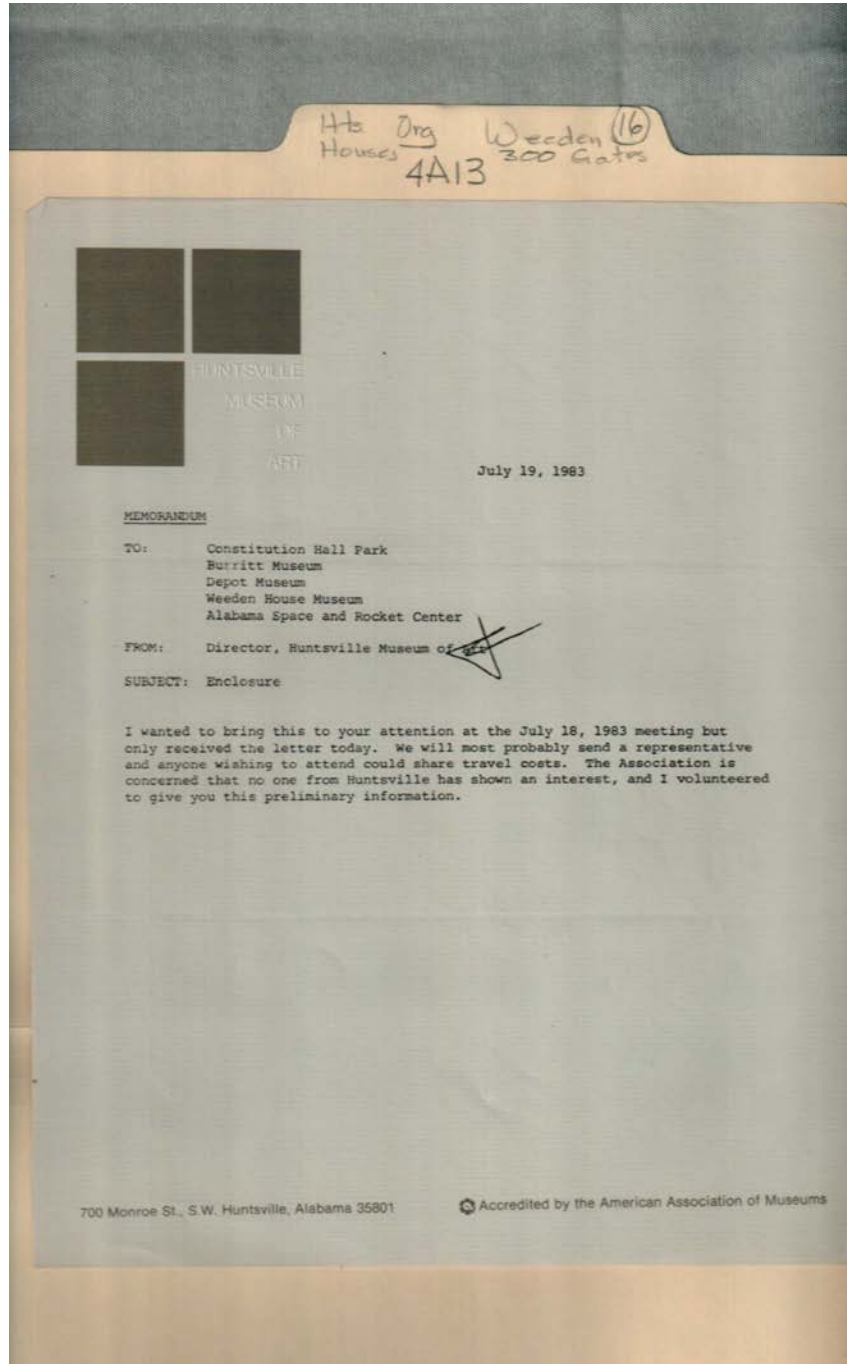 Hts. Org Weeden 16
Houses 300 Gates
4A13
HUNTSVILLE
MUSEUM
OF
ART
July 19, 1983
MEMORANDUM
TO: Constitution Hall Park
Burritt Museum
Depot Museum
Weeden House Museum
Alabama Space and Rocket Center
FROM: Director, Huntsville Museum of art
SUBJECT: Enclosure
I wanted to bring this to your attention at the July 18, 1983 meeting but
only received the letter today. We will most probably send a representative
and anyone wishing to attend could share travel costs. The Association is
concerned that no one from Huntsville has shown an interest, and I volunteered
to give you this preliminary information.
700 Monroe St., S.W. Huntsville, Alabama 35801
Accredited by the American Association of Museums